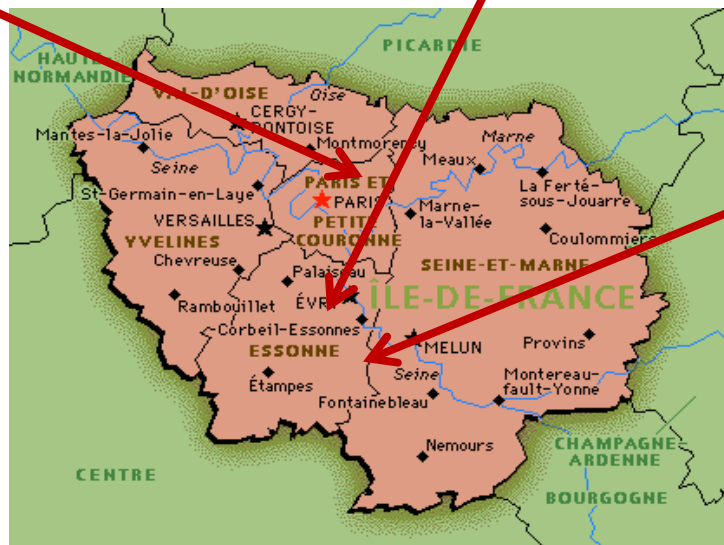 PICARDIE
HAUTE-
NORMANDIE
VAL-D'OISE
Oise
CERGY-
PONTOISE
Mantes-la-Jolie
Montmorency
Marne
Seine
Meaux
St-Germain-en-Laye
PARIS ET
PARIS
PETITE
COURONNE
La Ferté-
sous-Jouarre
Marne-
la-Vallée
VERSAILLES
YVELINES
Coulommiers
Chevreuse
Palaiseau
SEINE-ET-MARNE
Rambouillet
ÉVRY
ÎLE-DE-FRANCE
Corbeil-Essonnes
ESSONNE
MELUN
Provins
Étampes
Seine
Montereau-
fault-Yonne
Fontainebleau
Nemours
CHAMPAGNE-
ARDENNE
CENTRE
BOURGOGNE